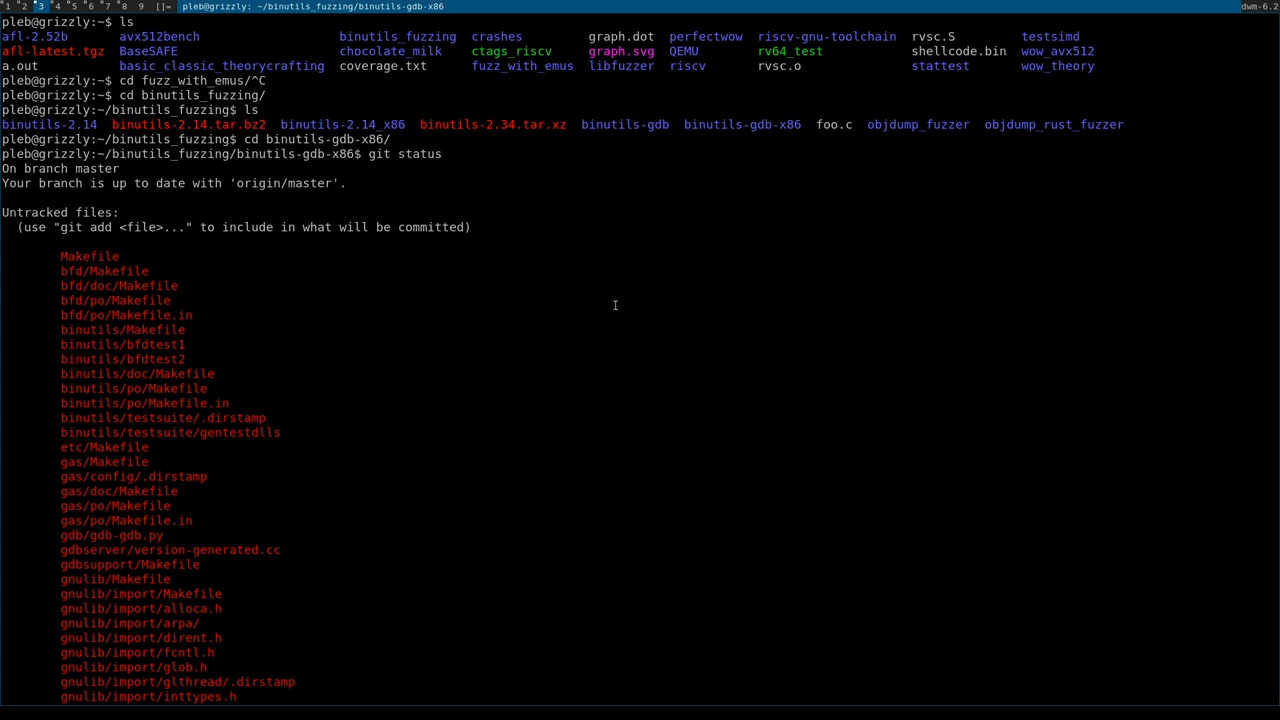 1 2 3 4 5 6 7 8 9 []= pleb@grizzly: ~/binutils_fuzzing/binutils-gdb-x86 dwm-6.2
pleb@grizzly:~$ ls
afl-2.52b avx512bench binutils_fuzzing crashes graph.dot perfectwow riscv-gnu-toolchain rvsc.S testsimd
afl-latest.tgz BaseSAFE chocolate_milk ctags_riscv graph.svg QEMU rv64_test shellcode.bin wow_avx512
a.out basic_classic_theorycrafting coverage.txt fuzz_with_emus libfuzzer riscv rvsc.o stattest wow_theory
pleb@grizzly:~$ cd fuzz_with_emus/^C
pleb@grizzly:~$ cd binutils_fuzzing/
pleb@grizzly:~/binutils_fuzzing$ ls
binutils-2.14 binutils-2.14.tar.bz2 binutils-2.14_x86 binutils-2.34.tar.xz binutils-gdb binutils-gdb-x86 foo.c objdump_fuzzer objdump_rust_fuzzer
pleb@grizzly:~/binutils_fuzzing$ cd binutils-gdb-x86/
pleb@grizzly:~/binutils_fuzzing/binutils-gdb-x86$ git status
On branch master
Your branch is up to date with 'origin/master'.
Untracked files:
(use "git add <file>..." to include in what will be committed)
Makefile
bfd/Makefile
bfd/doc/Makefile
bfd/po/Makefile
bfd/po/Makefile.in
binutils/Makefile
binutils/bfdtest1
binutils/bfdtest2
binutils/doc/Makefile
binutils/po/Makefile
binutils/po/Makefile.in
binutils/testsuite/.dirstamp
binutils/testsuite/gentestdlls
etc/Makefile
gas/Makefile
gas/config/.dirstamp
gas/doc/Makefile
gas/po/Makefile
gas/po/Makefile.in
gdb/gdb-gdb.py
gdbserver/version-generated.cc
gdbsupport/Makefile
gnulib/Makefile
gnulib/import/Makefile
gnulib/import/alloca.h
gnulib/import/arpa/
gnulib/import/dirent.h
gnulib/import/fcntl.h
gnulib/import/glob.h
gnulib/import/glthread/.dirstamp
gnulib/import/inttypes.h